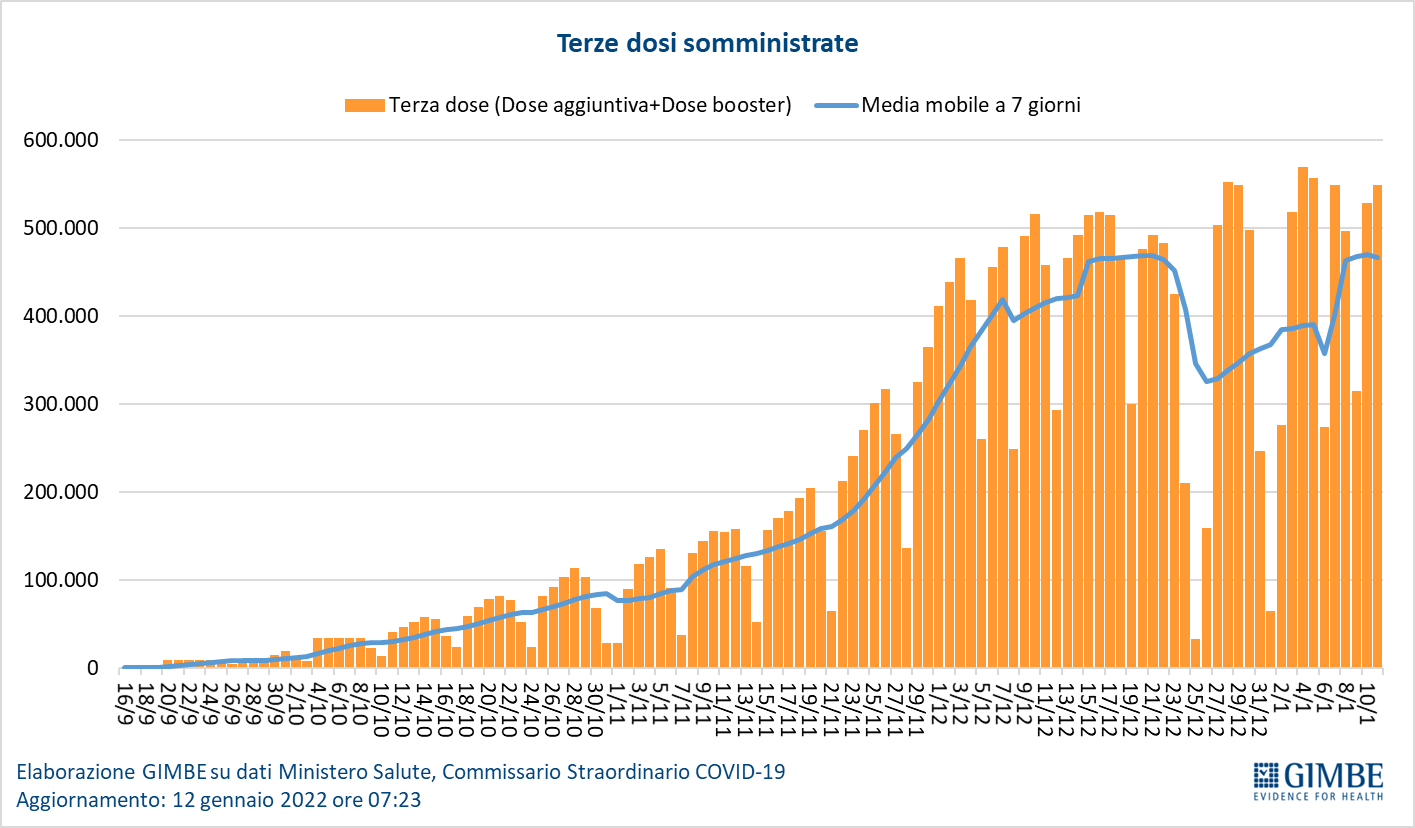 Terze dosi somministrate
Terza dose (Dose aggiuntiva+Dose booster) Media mobile a 7 giorni
600.000
500.000
400.000
300.000
200.000
100.000
0
16/9 18/9 20/9 22/9 24/9 26/9 28/9 30/9 2/10 4/10 6/10 8/10 10/10 12/10 14/10 16/10 18/10 20/10 22/10 24/10 26/10 28/10 30/10 1/11 3/11 5/11 7/11 9/11 11/11 13/11 15/11 17/11 19/11 21/11 23/11 25/11 27/11 29/11 1/12 3/12 5/12 7/12 9/12 11/12 13/12 15/12 17/12 19/12 21/12 23/12 25/12 27/12 29/12 31/12 2/1 4/1 6/1 8/1 10/1
Elaborazione GIMBE su dati Ministero Salute, Commissario Straordinario COVID-19
Aggiornamento: 12 gennaio 2022 ore 07:23
GIMBE
EVIDENCE FOR HEALTH